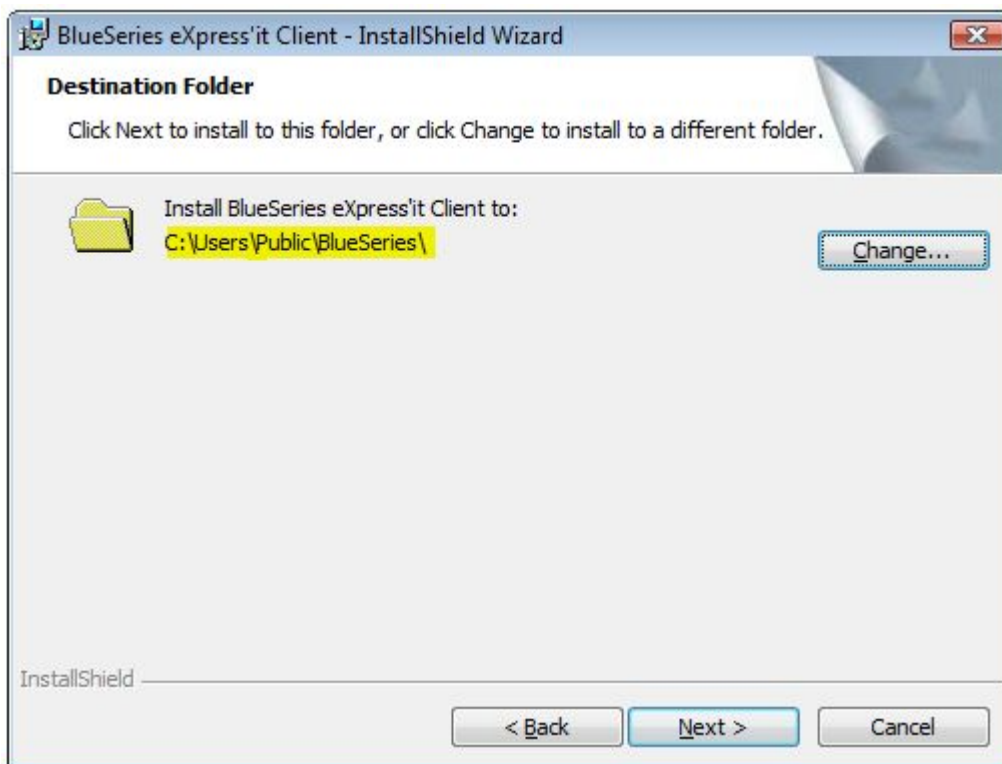 BlueSeries eXpress'it Client - InstallShield Wizard
Destination Folder
Click Next to install to this folder, or click Change to install to a different folder.
Install BlueSeries eXpress'it Client to:
C:\Users\Public\BlueSeries\
Change...
InstallShield
< Back
Next >
Cancel